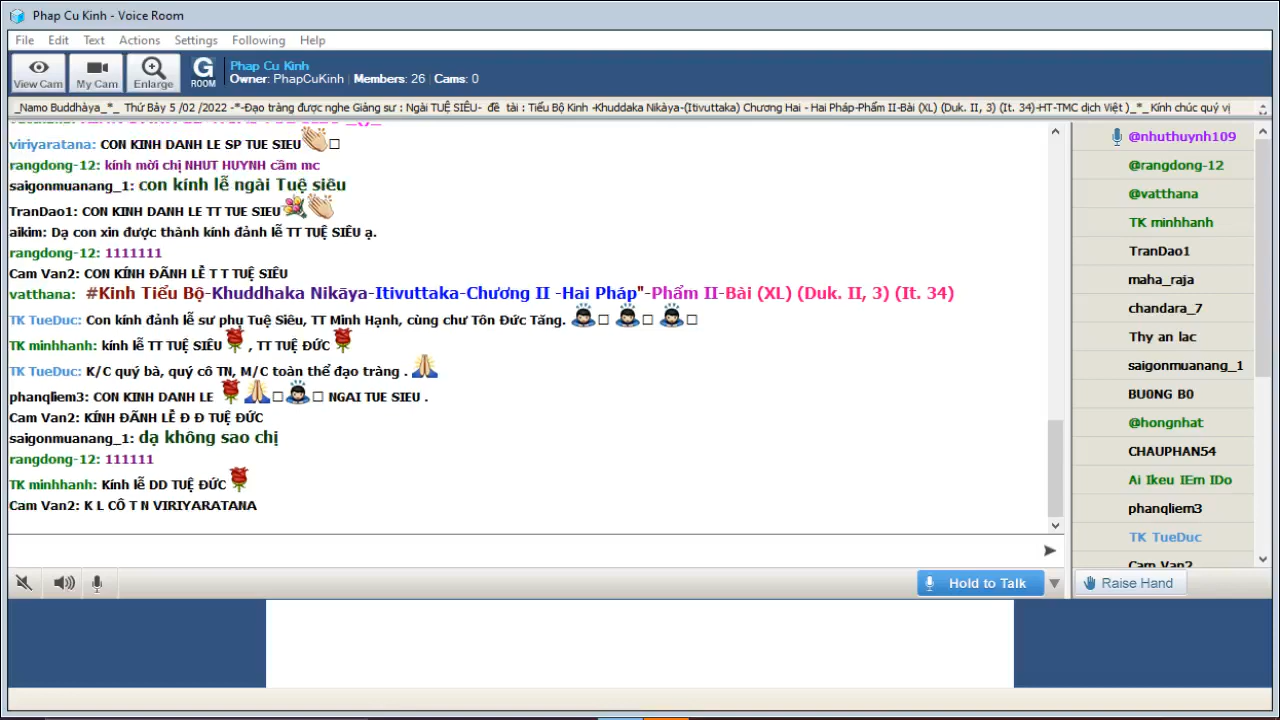 Phap Cu Kinh - Voice Room
File Edit Text Actions Settings Following Help
View Cam My Cam Enlarge G ROOM
Phap Cu Kinh
Owner: PhapCuKinh Members: 26 Cams: 0
_Namo Buddhàya_*_ Thứ Bảy 5 /02 /2022 -*-Đạo tràng được nghe Giảng sư : Ngài TUỆ SIÊU- đề tài : Tiểu Bộ Kinh -Khuddaka Nikàya-(Itivuttaka) Chương Hai - Hai Pháp-Phẩm II-Bài (XL) (Duk. II, 3) (It. 34)-HT-TMC dịch Việt )_*_ Kính chúc quý vị
viriyaratana: CON KINH DANH LE SP TUE SIEU
rangdong-12: kính mời chị NHUT HUYNH cầm mc
saigonmuanang_1: con kính lễ ngài Tuệ siêu
TranDao1: CON KINH DANH LE TT TUE SIEU
aikim: Dạ con xin được thành kính đảnh lễ TT TUỆ SIÊU ạ.
rangdong-12: 1111111
Cam Van2: CON KÍNH ĐÃNH LỄ T T TUỆ SIÊU
vatthana: #Kinh Tiểu Bộ-Khuddhaka Nikāya-Itivuttaka-Chương II -Hai Pháp"-Phẩm II-Bài (XL) (Duk. II, 3) (It. 34)
TK TueDuc: Con kính đảnh lễ sư phụ Tuệ Siêu, TT Minh Hạnh, cùng chư Tôn Đức Tăng.
TK minhhanh: kính lễ TT TUỆ SIÊU , TT TUỆ ĐỨC
TK TueDuc: K/C quý bà, quý cô TN, M/C toàn thể đạo tràng .
phanqliem3: CON KINH DANH LE NGAI TUE SIEU .
Cam Van2: KÍNH ĐÃNH LỄ Đ Đ TUỆ ĐỨC
saigonmuanang_1: dạ không sao chị
rangdong-12: 111111
TK minhhanh: Kính lễ DD TUỆ ĐỨC
Cam Van2: K L CÔ T N VIRIYARATANA
@nhuthuynh109
@rangdong-12
@vatthana
TK minhhanh
TranDao1
maha_raja
chandara_7
Thy an lac
saigonmuanang_1
BU0NG B0
@hongnhat
CHAUPHAN54
Ai Ikeu IEm IDo
phanqliem3
TK TueDuc
Cam Van2
Hold to Talk
Raise Hand